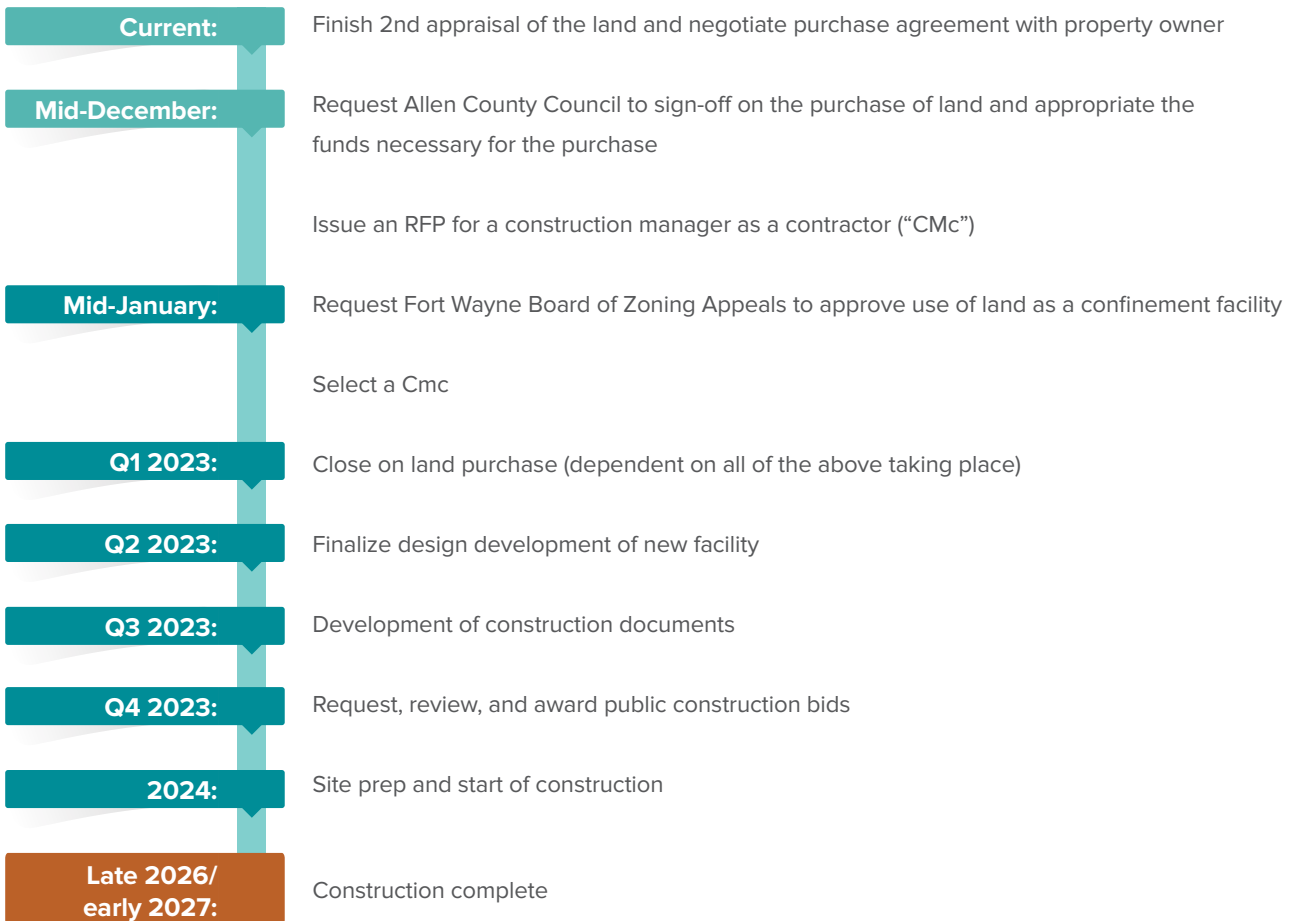 Current:
Finish 2nd appraisal of the land and negotiate purchase agreement with property owner
Mid-December:
Request Allen County Council to sign-off on the purchase of land and appropriate the
funds necessary for the purchase
Issue an RFP for a construction manager as a contractor (“CMc”)
Mid-January:
Request Fort Wayne Board of Zoning Appeals to approve use of land as a confinement facility
Select a Cmc
Q1 2023:
Close on land purchase (dependent on all of the above taking place)
Q2 2023:
Finalize design development of new facility
Q3 2023:
Development of construction documents
Q4 2023:
Request, review, and award public construction bids
2024:
Site prep and start of construction
Late 2026/
early 2027:
Construction complete